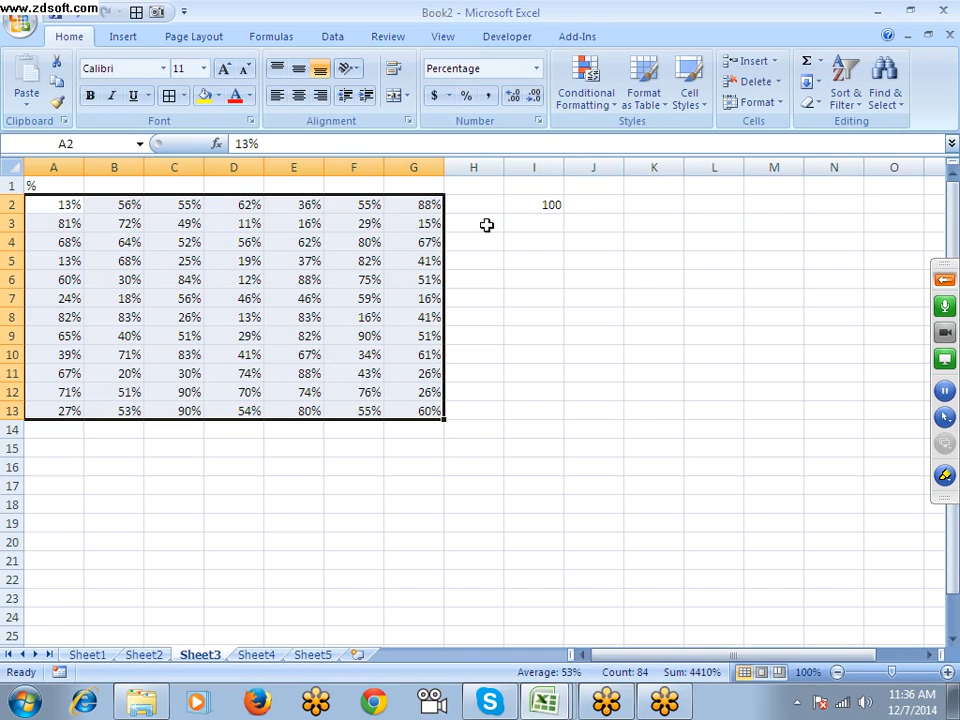 www.zdsoft.com
Book2 - Microsoft Excel
Home Insert Page Layout Formulas Data Review View Developer Add-Ins
Paste
Clipboard
Calibri 11 A A
B I U A
Font
Alignment
Percentage
$ % , .00 .0
Number
Conditional Formatting
Format as Table
Cell Styles
Styles
Insert
Delete
Format
Cells
Σ
Sort & Filter
Find & Select
Editing
A2 fx 13%
A B C D E F G H I J K L M N O
1 %
2 13% 56% 55% 62% 36% 55% 88% 100
3 81% 72% 49% 11% 16% 29% 15%
4 68% 64% 52% 56% 62% 80% 67%
5 13% 68% 25% 19% 37% 82% 41%
6 60% 30% 84% 12% 88% 75% 51%
7 24% 18% 56% 46% 46% 59% 16%
8 82% 83% 26% 13% 83% 16% 41%
9 65% 40% 51% 29% 82% 90% 51%
10 39% 71% 83% 41% 67% 34% 61%
11 67% 20% 30% 74% 88% 43% 26%
12 71% 51% 90% 70% 74% 76% 26%
13 27% 53% 90% 54% 80% 55% 60%
14
15
16
17
18
19
20
21
22
23
24
25
Sheet1 Sheet2 Sheet3 Sheet4 Sheet5
Ready Average: 53% Count: 84 Sum: 4410% 100%
11:36 AM
12/7/2014